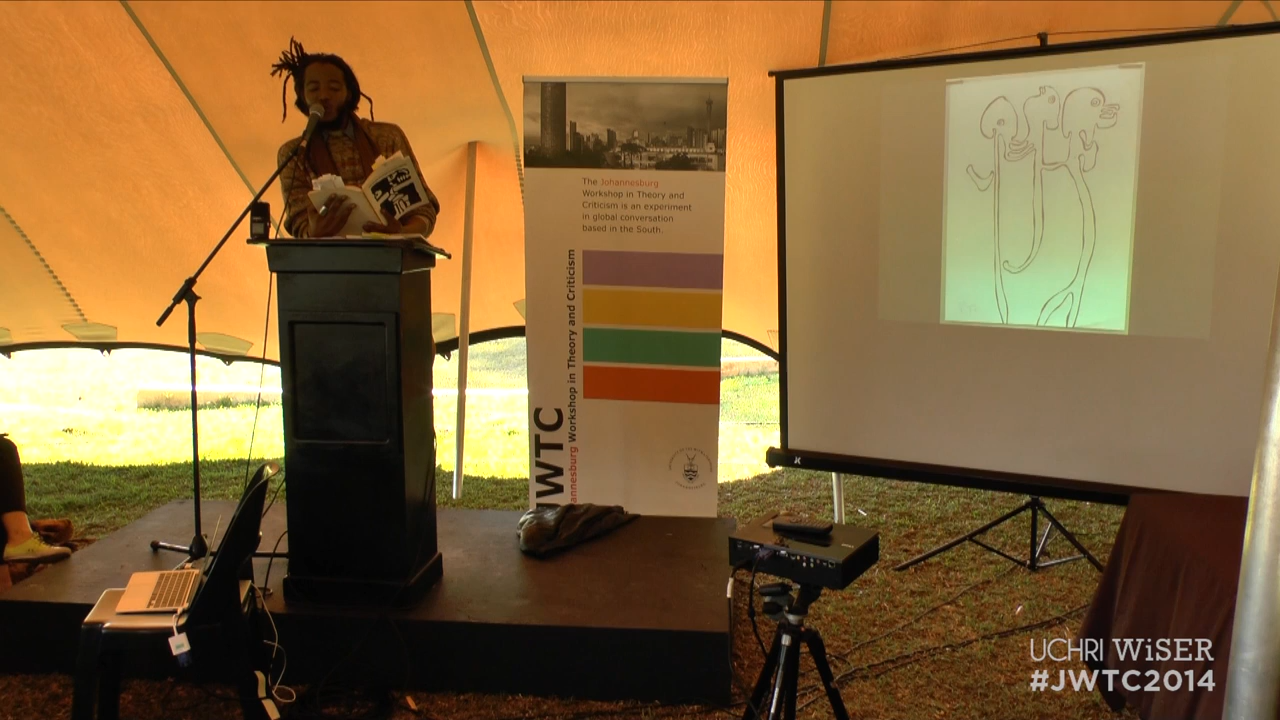 The Johannesburg
Workshop in Theory and
Criticism is an experiment
in global conversation
based in the South.
JWTC
Johannesburg Workshop in Theory and Criticism
UCHRI WiSER
#JWTC2014